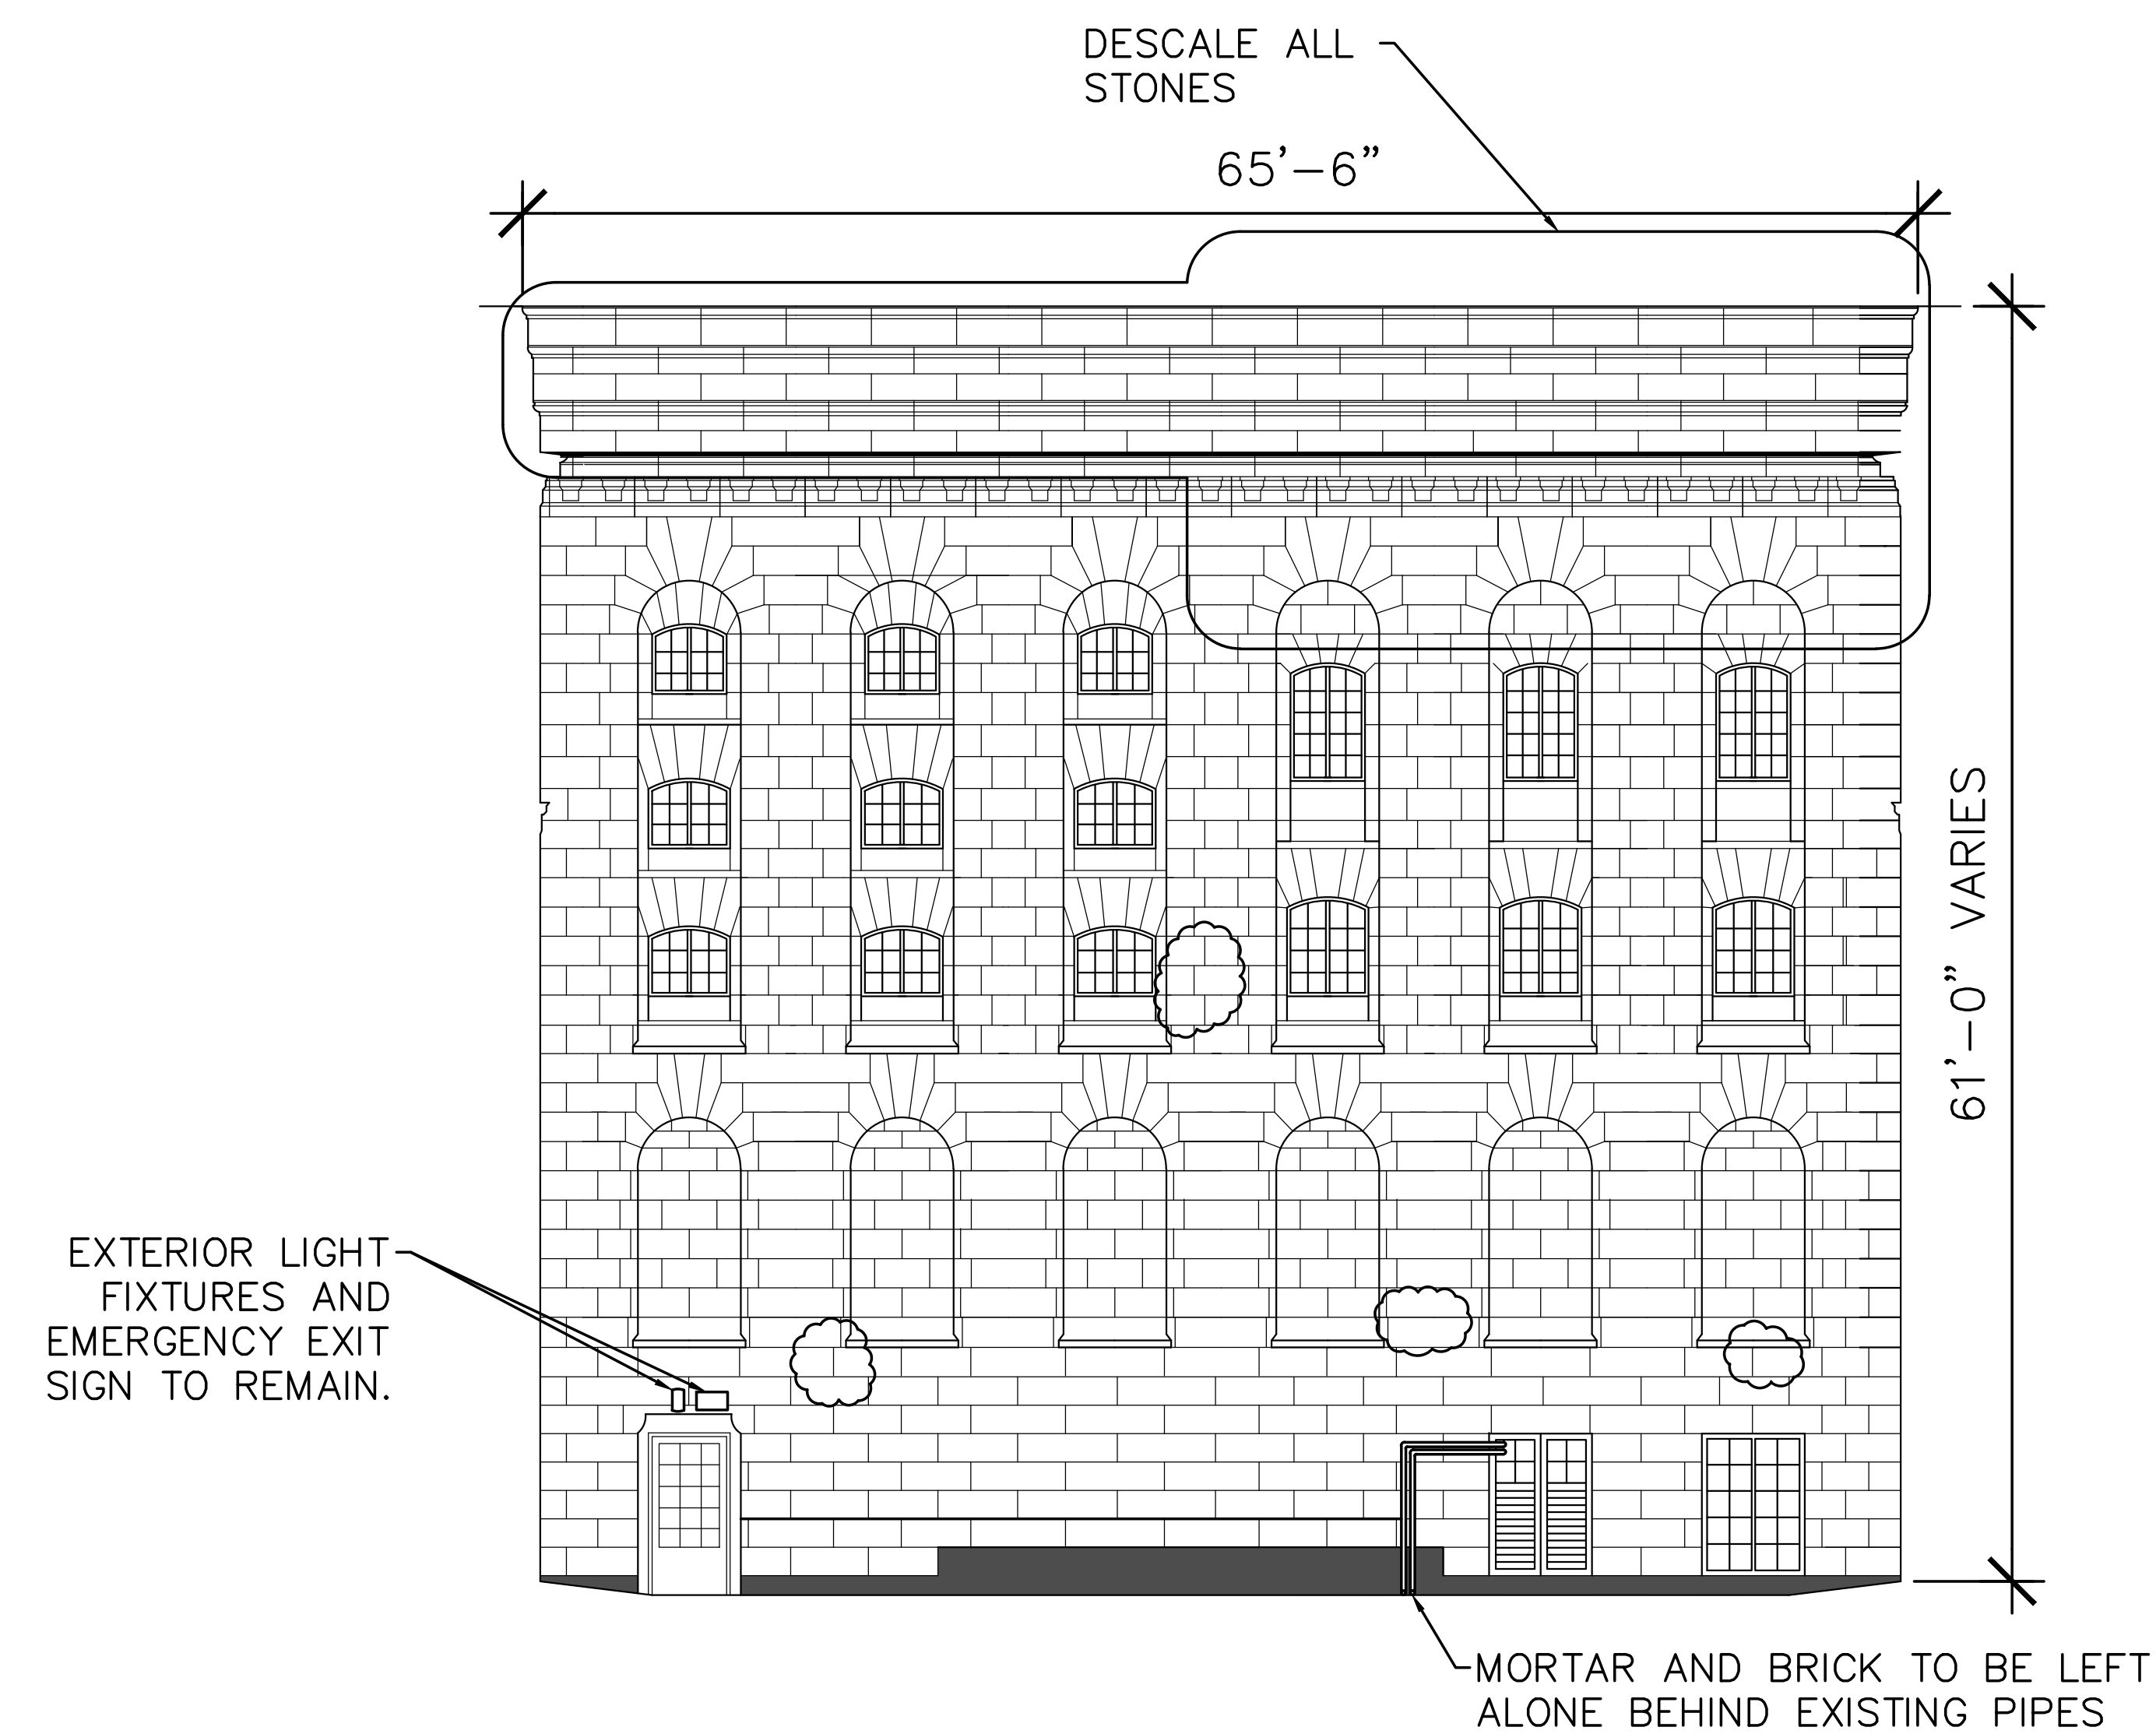 DESCALE ALL
STONES
65'-6"
61'-0" VARIES
EXTERIOR LIGHT
FIXTURES AND
EMERGENCY EXIT
SIGN TO REMAIN.
MORTAR AND BRICK TO BE LEFT
ALONE BEHIND EXISTING PIPES